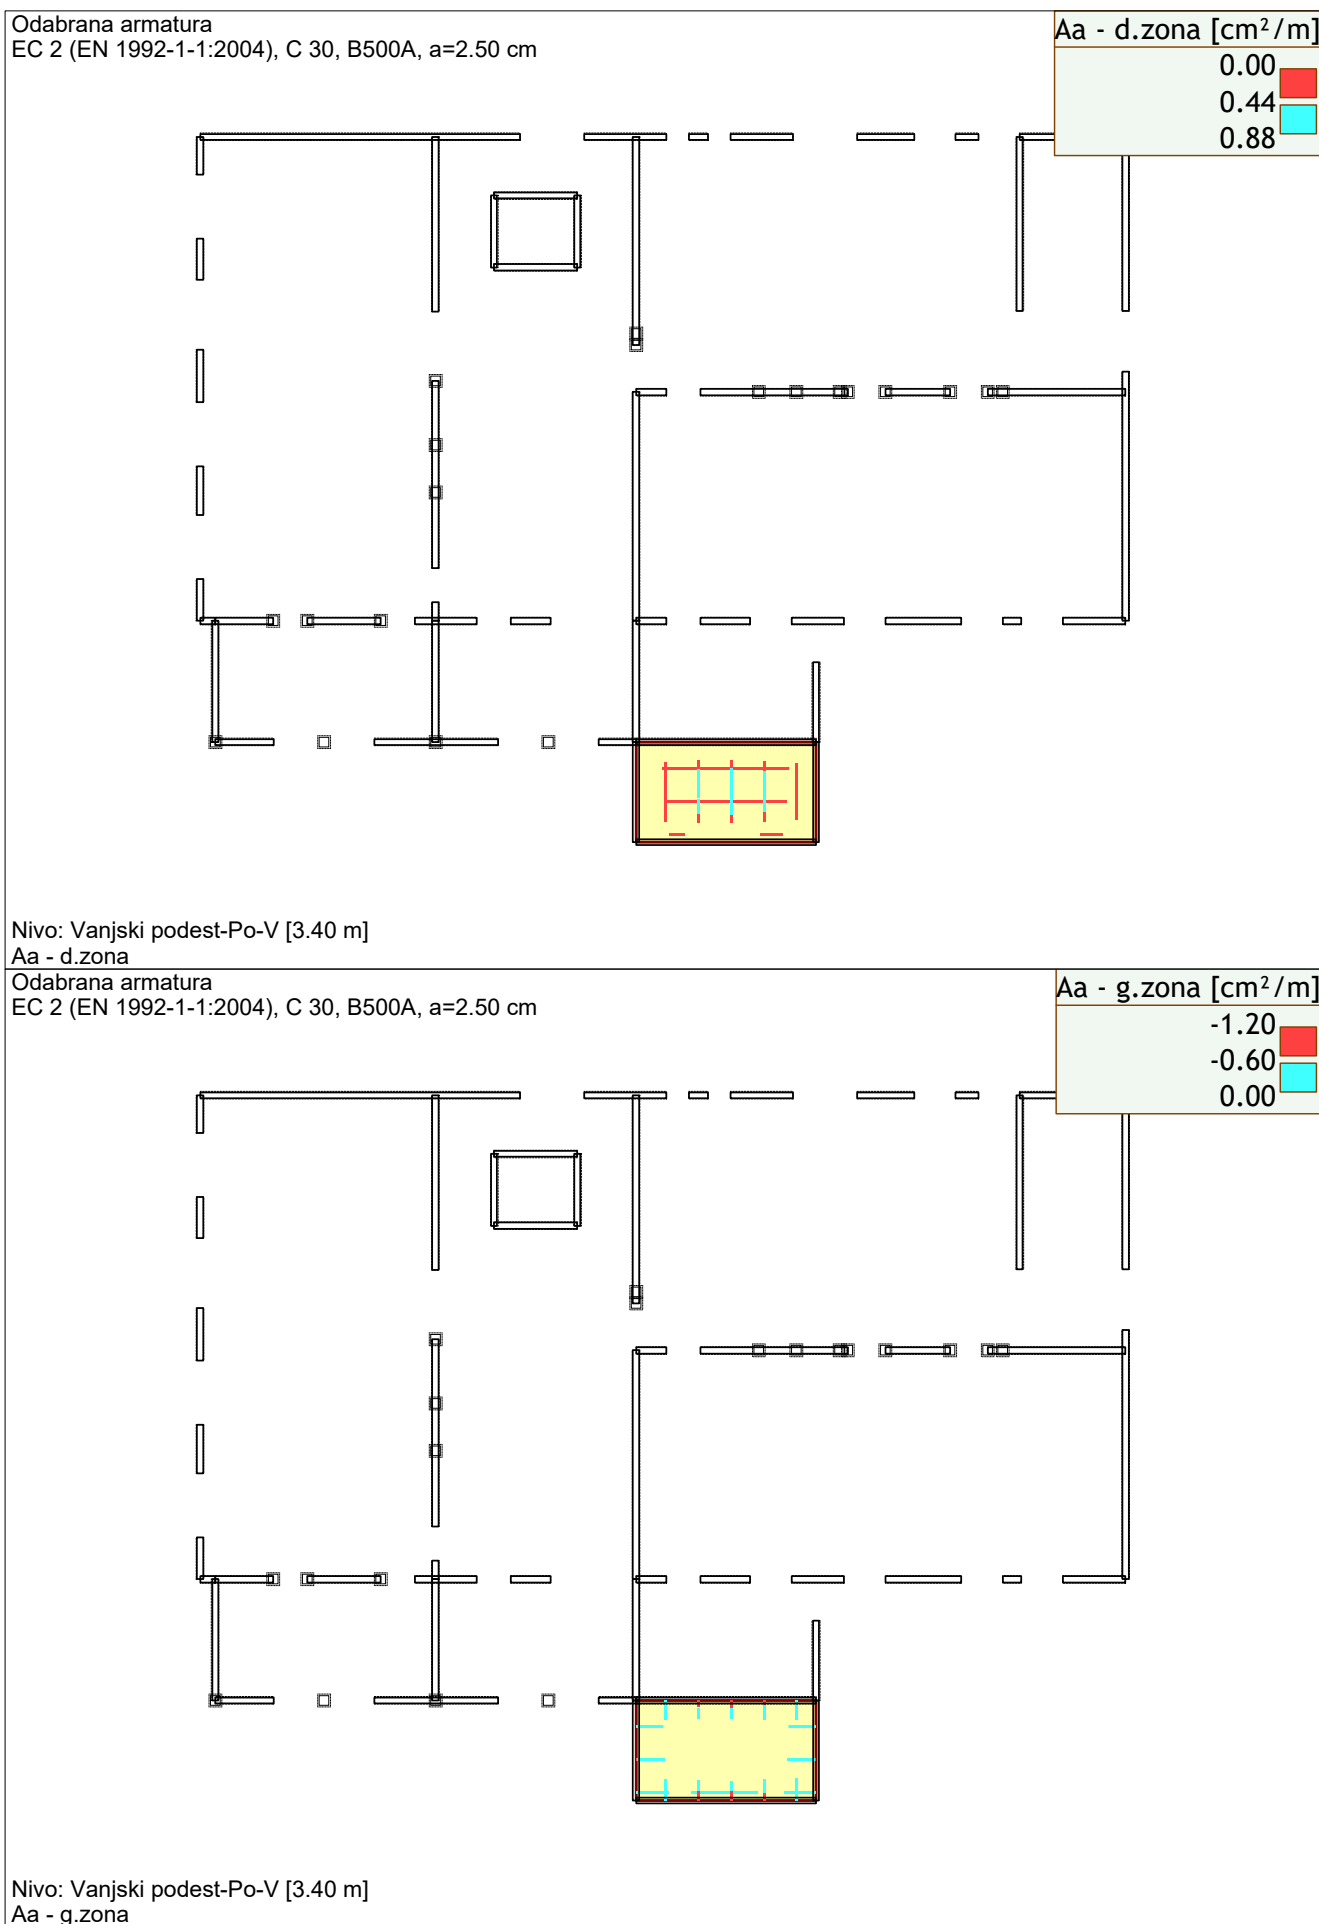 Odabrana armatura
EC 2 (EN 1992-1-1:2004), C 30, B500A, a=2.50 cm
Aa - d.zona [cm²/m]
0.00
0.44
0.88
Nivo: Vanjski podest-Po-V [3.40 m]
Aa - d.zona
Odabrana armatura
EC 2 (EN 1992-1-1:2004), C 30, B500A, a=2.50 cm
Aa - g.zona [cm²/m]
-1.20
-0.60
0.00
Nivo: Vanjski podest-Po-V [3.40 m]
Aa - g.zona